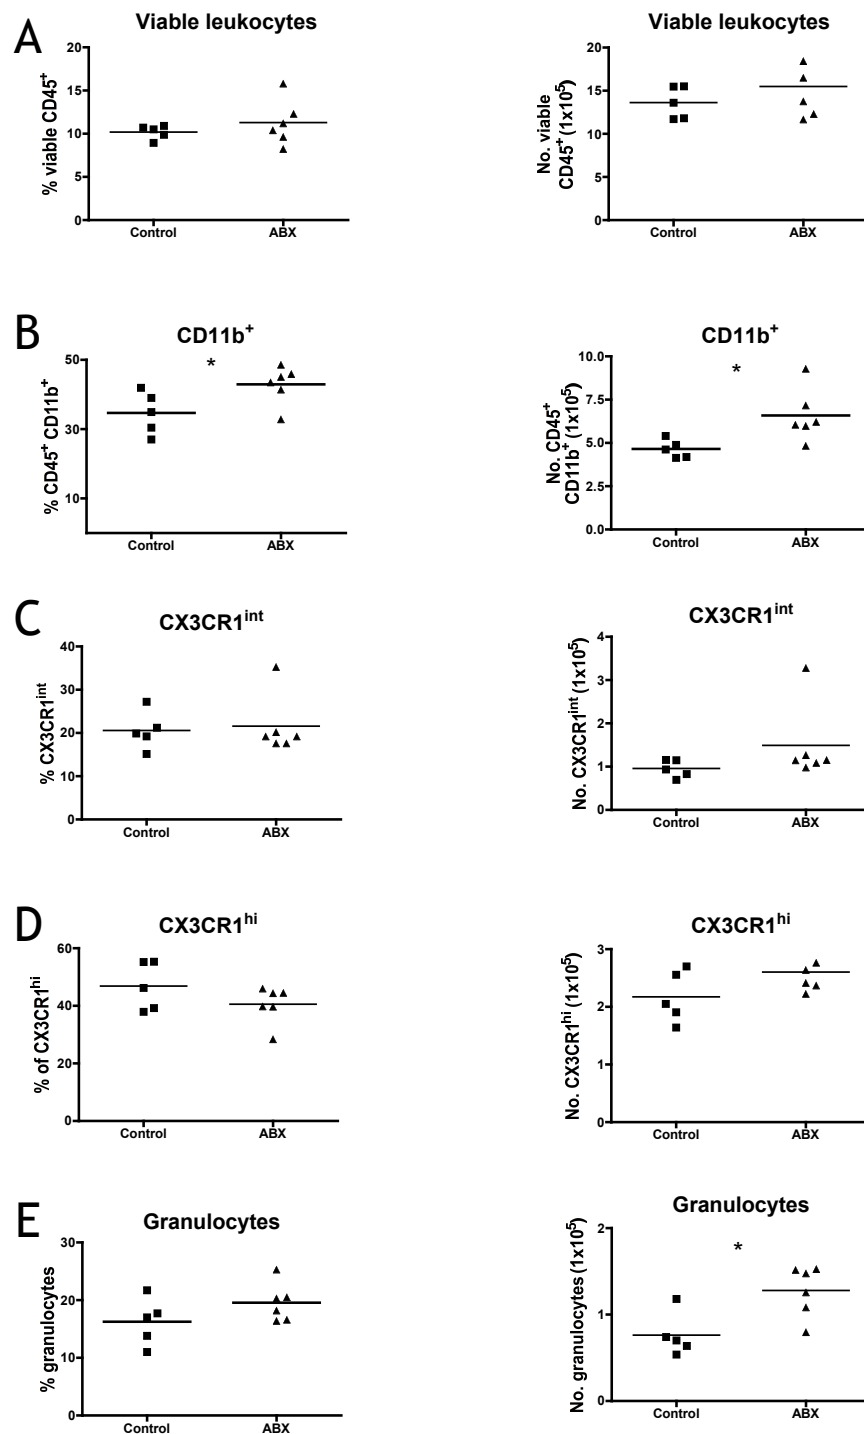 A
Viable leukocytes
% viable CD45⁺
20
15
10
5
0
Control
ABX
Viable leukocytes
No. viable
CD45⁺ (1x10⁵)
20
15
10
5
0
Control
ABX
B
CD11b⁺
% CD45⁺ CD11b⁺
50
30
10
*
Control
ABX
CD11b⁺
No. CD45⁺
CD11b⁺ (1x10⁵)
10.0
7.5
5.0
2.5
0.0
*
Control
ABX
C
CX3CR1ⁱⁿᵗ
% CX3CR1ⁱⁿᵗ
40
30
20
10
0
Control
ABX
CX3CR1ⁱⁿᵗ
No. CX3CR1ⁱⁿᵗ (1x10⁵)
4
3
2
1
0
Control
ABX
D
CX3CR1ʰⁱ
% of CX3CR1ʰⁱ
60
40
20
0
Control
ABX
CX3CR1ʰⁱ
No. CX3CR1ʰⁱ (1x10⁵)
3
2
1
0
Control
ABX
E
Granulocytes
% granulocytes
30
20
10
0
Control
ABX
Granulocytes
No. granulocytes (1x10⁵)
2
1
0
*
Control
ABX